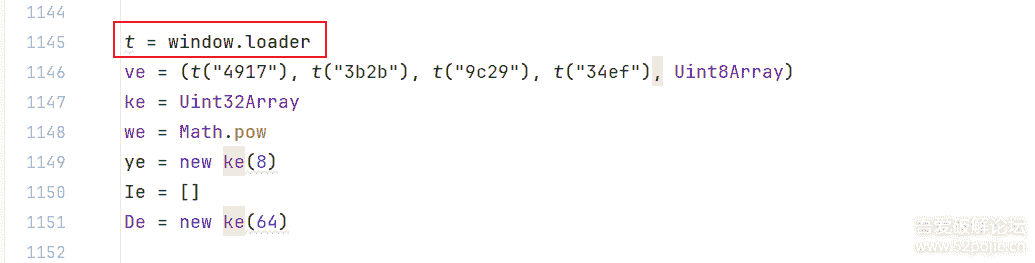 1144
1145 t = window.loader
1146 ve = (t("4917"), t("3b2b"), t("9c29"), t("34ef"), Uint8Array)
1147 ke = Uint32Array
1148 we = Math.pow
1149 ye = new ke(8)
1150 Ie = []
1151 De = new ke(64)
1152
吾爱破解论坛
www.52pojie.cn